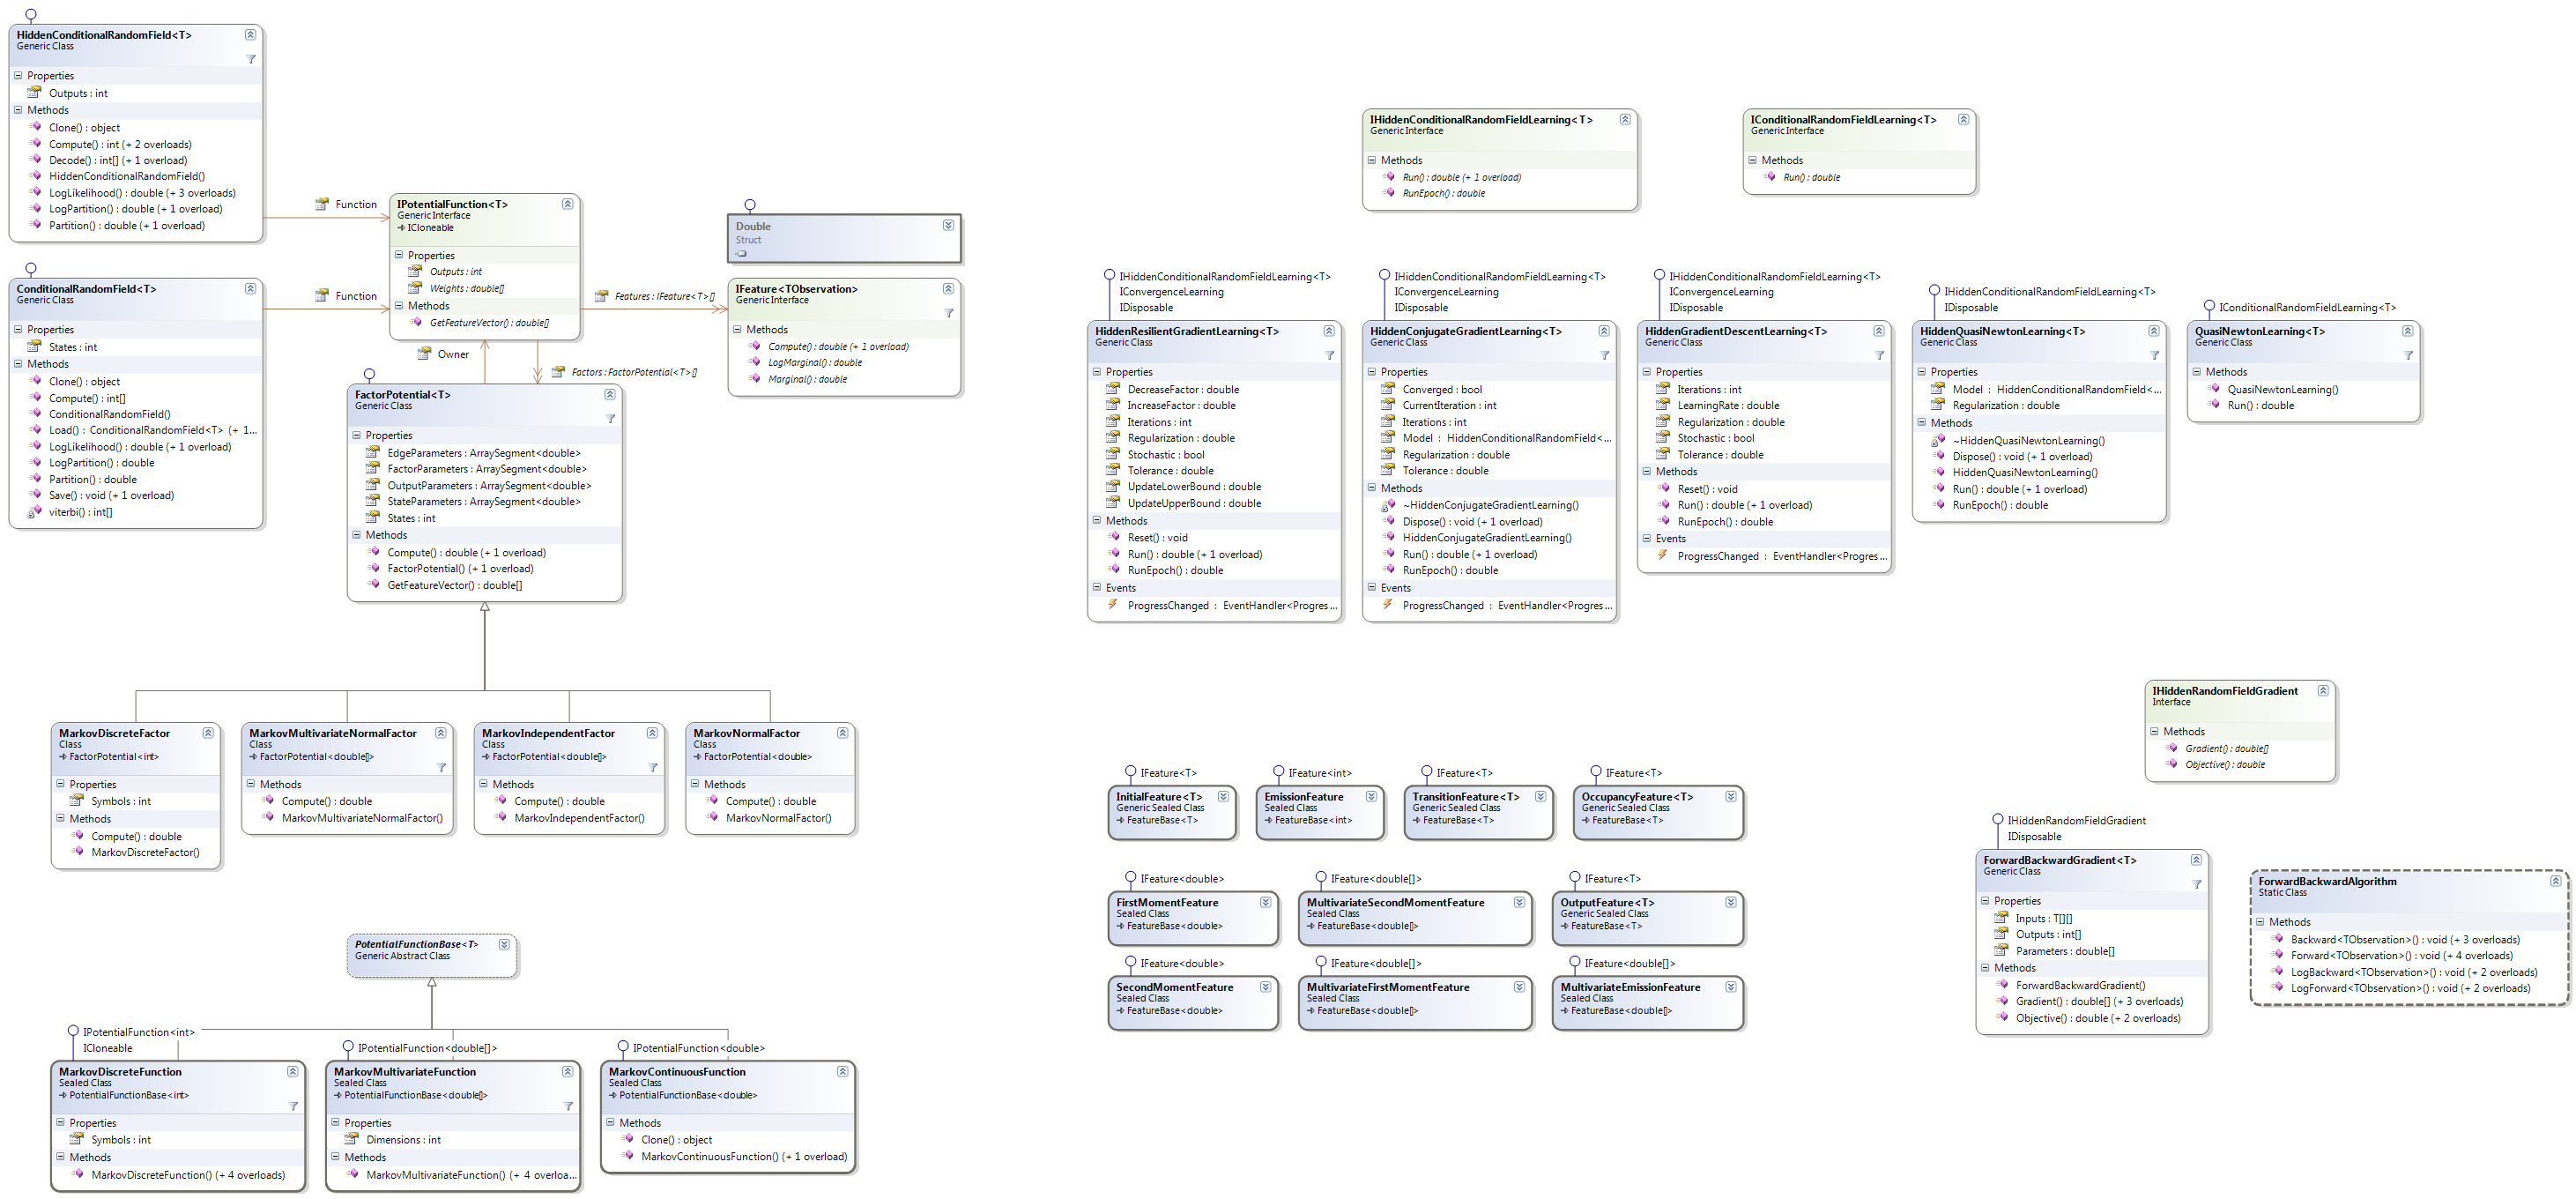 HiddenConditionalRandomField<T>
Generic Class
Properties
Outputs : int
Methods
Clone() : object
Compute() : int (+ 2 overloads)
Decode() : int[] (+ 1 overload)
HiddenConditionalRandomField()
LogLikelihood() : double (+ 3 overloads)
LogPartition() : double (+ 1 overload)
Partition() : double (+ 1 overload)
Function
ConditionalRandomField<T>
Generic Class
Properties
States : int
Methods
Clone() : object
Compute() : int[]
ConditionalRandomField()
Load() : ConditionalRandomField<T> (+ 1...
LogLikelihood() : double (+ 1 overload)
LogPartition() : double
Partition() : double
Save() : void (+ 1 overload)
viterbi() : int[]
Function
IPotentialFunction<T>
Generic Interface
ICloneable
Properties
Outputs : int
Weights : double[]
Methods
GetFeatureVector() : double[]
Features : IFeature<T>[]
Owner
Factors : FactorPotential<T>[]
Double
Struct
IFeature<TObservation>
Generic Interface
Methods
Compute() : double (+ 1 overload)
LogMarginal() : double
Marginal() : double
FactorPotential<T>
Generic Class
Properties
EdgeParameters : ArraySegment<double>
FactorParameters : ArraySegment<double>
OutputParameters : ArraySegment<double>
StateParameters : ArraySegment<double>
States : int
Methods
Compute() : double (+ 1 overload)
FactorPotential() (+ 1 overload)
GetFeatureVector() : double[]
MarkovDiscreteFactor
Class
FactorPotential<int>
Properties
Symbols : int
Methods
Compute() : double
MarkovDiscreteFactor()
MarkovMultivariateNormalFactor
Class
FactorPotential<double[]>
Methods
Compute() : double
MarkovMultivariateNormalFactor()
MarkovIndependentFactor
Class
FactorPotential<double[]>
Methods
Compute() : double
MarkovIndependentFactor()
MarkovNormalFactor
Class
FactorPotential<double>
Methods
Compute() : double
MarkovNormalFactor()
PotentialFunctionBase<T>
Generic Abstract Class
IPotentialFunction<int>
ICloneable
MarkovDiscreteFunction
Sealed Class
PotentialFunctionBase<int>
Properties
Symbols : int
Methods
MarkovDiscreteFunction() (+ 4 overloads)
IPotentialFunction<double[]>
MarkovMultivariateFunction
Sealed Class
PotentialFunctionBase<double[]>
Properties
Dimensions : int
Methods
MarkovMultivariateFunction() (+ 4 overloa...
IPotentialFunction<double>
MarkovContinuousFunction
Sealed Class
PotentialFunctionBase<double>
Methods
Clone() : object
MarkovContinuousFunction() (+ 1 overload)
IHiddenConditionalRandomFieldLearning<T>
Generic Interface
Methods
Run() : double (+ 1 overload)
RunEpoch() : double
IConditionalRandomFieldLearning<T>
Generic Interface
Methods
Run() : double
IHiddenConditionalRandomFieldLearning<T>
IConvergenceLearning
IDisposable
HiddenResilientGradientLearning<T>
Generic Class
Properties
DecreaseFactor : double
IncreaseFactor : double
Iterations : int
Regularization : double
Stochastic : bool
Tolerance : double
UpdateLowerBound : double
UpdateUpperBound : double
Methods
Reset() : void
Run() : double (+ 1 overload)
RunEpoch() : double
Events
ProgressChanged : EventHandler<Progres...
IHiddenConditionalRandomFieldLearning<T>
IConvergenceLearning
IDisposable
HiddenConjugateGradientLearning<T>
Generic Class
Properties
Converged : bool
CurrentIteration : int
Iterations : int
Model : HiddenConditionalRandomField<...
Regularization : double
Tolerance : double
Methods
~HiddenConjugateGradientLearning()
Dispose() : void (+ 1 overload)
HiddenConjugateGradientLearning()
Run() : double (+ 1 overload)
RunEpoch() : double
Events
ProgressChanged : EventHandler<Progres...
IHiddenConditionalRandomFieldLearning<T>
IConvergenceLearning
IDisposable
HiddenGradientDescentLearning<T>
Generic Class
Properties
Iterations : int
LearningRate : double
Regularization : double
Stochastic : bool
Tolerance : double
Methods
Reset() : void
Run() : double (+ 1 overload)
RunEpoch() : double
Events
ProgressChanged : EventHandler<Progres...
IHiddenConditionalRandomFieldLearning<T>
IDisposable
HiddenQuasiNewtonLearning<T>
Generic Class
Properties
Model : HiddenConditionalRandomField<...
Regularization : double
Methods
~HiddenQuasiNewtonLearning()
Dispose() : void (+ 1 overload)
HiddenQuasiNewtonLearning()
Run() : double (+ 1 overload)
RunEpoch() : double
IConditionalRandomFieldLearning<T>
QuasiNewtonLearning<T>
Generic Class
Methods
QuasiNewtonLearning()
Run() : double
IFeature<T>
InitialFeature<T>
Generic Sealed Class
FeatureBase<T>
IFeature<int>
EmissionFeature
Sealed Class
FeatureBase<int>
IFeature<T>
TransitionFeature<T>
Generic Sealed Class
FeatureBase<T>
IFeature<T>
OccupancyFeature<T>
Generic Sealed Class
FeatureBase<T>
IFeature<double>
FirstMomentFeature
Sealed Class
FeatureBase<double>
IFeature<double[]>
MultivariateSecondMomentFeature
Sealed Class
FeatureBase<double[]>
IFeature<T>
OutputFeature<T>
Generic Sealed Class
FeatureBase<T>
IFeature<double>
SecondMomentFeature
Sealed Class
FeatureBase<double>
IFeature<double[]>
MultivariateFirstMomentFeature
Sealed Class
FeatureBase<double[]>
IFeature<double[]>
MultivariateEmissionFeature
Sealed Class
FeatureBase<double[]>
IHiddenRandomFieldGradient
Interface
Methods
Gradient() : double[]
Objective() : double
IHiddenRandomFieldGradient
IDisposable
ForwardBackwardGradient<T>
Generic Class
Properties
Inputs : T[][]
Outputs : int[]
Parameters : double[]
Methods
ForwardBackwardGradient()
Gradient() : double[] (+ 3 overloads)
Objective() : double (+ 2 overloads)
ForwardBackwardAlgorithm
Static Class
Methods
Backward<TObservation>() : void (+ 3 overloads)
Forward<TObservation>() : void (+ 4 overloads)
LogBackward<TObservation>() : void (+ 2 overloads)
LogForward<TObservation>() : void (+ 2 overloads)